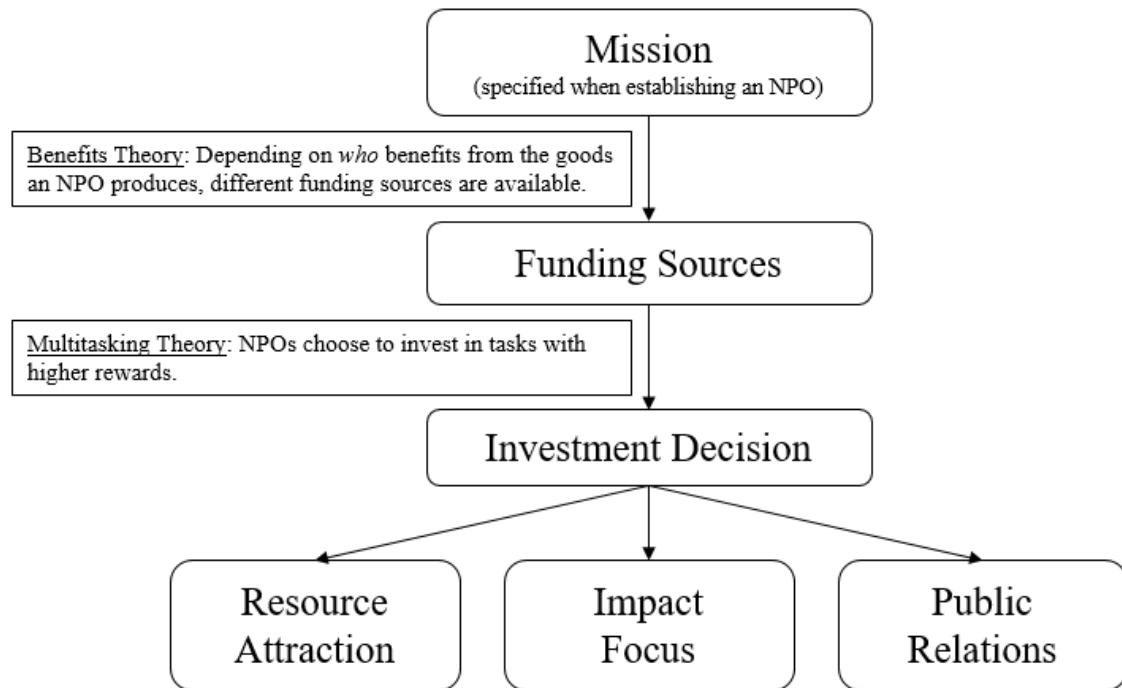 Mission
(specified when establishing an NPO)
Benefits Theory: Depending on who benefits from the goods
an NPO produces, different funding sources are available.
Funding Sources
Multitasking Theory: NPOs choose to invest in tasks with
higher rewards.
Investment Decision
Resource
Attraction
Impact
Focus
Public
Relations